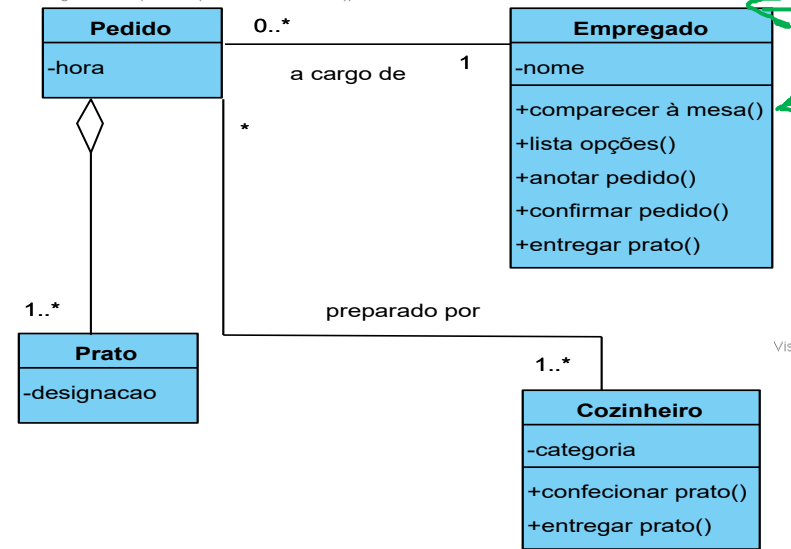 Pedido
-hora
0..*
a cargo de
1
Empregado
-nome
+comparecer à mesa()
+lista opções()
+anotar pedido()
+confirmar pedido()
+entregar prato()
*
1..*
preparado por
Prato
-designacao
Vis
1..*
Cozinheiro
-categoria
+confecionar prato()
+entregar prato()